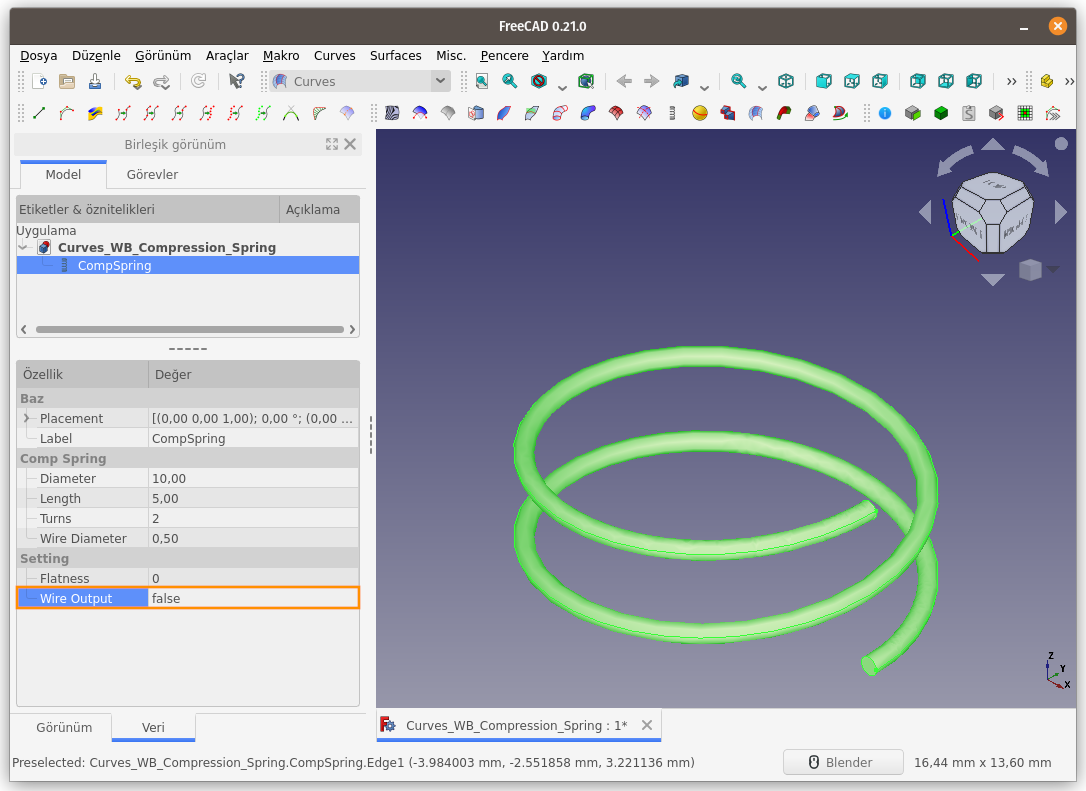 FreeCAD 0.21.0
Dosya Düzenle Görünüm Araçlar Makro Curves Surfaces Misc. Pencere Yardım
Curves
Birleşik görünüm
Model Görevler
Etiketler & öznitelikleri Açıklama
Uygulama
Curves_WB_Compression_Spring
CompSpring
Özellik Değer
Baz
Placement [(0,00 0,00 1,00); 0,00 °; (0,00 ...
Label CompSpring
Comp Spring
Diameter 10,00
Length 5,00
Turns 2
Wire Diameter 0,50
Setting
Flatness 0
Wire Output false
Z
Y
X
Görünüm Veri
Curves_WB_Compression_Spring : 1*
Preselected: Curves_WB_Compression_Spring.CompSpring.Edge1 (-3.984003 mm, -2.551858 mm, 3.221136 mm)
Blender
16,44 mm x 13,60 mm